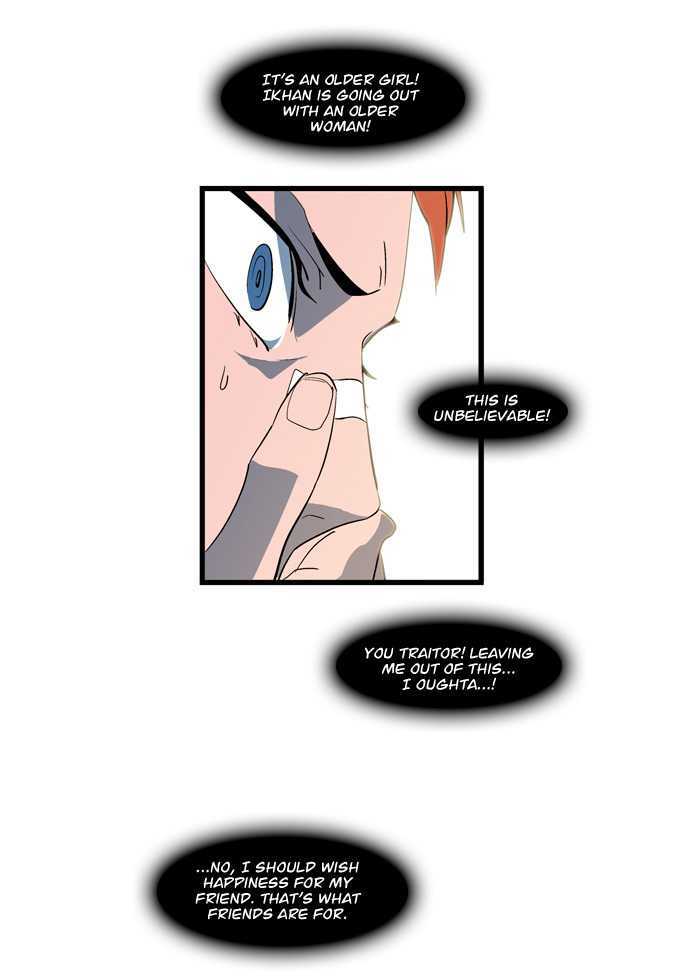 IT'S AN OLDER GIRL!
IKHAN IS GOING OUT
WITH AN OLDER
WOMAN!
THIS IS
UNBELIEVABLE!
YOU TRAITOR! LEAVING
ME OUT OF THIS...
I OUGHTA...!
...NO, I SHOULD WISH
HAPPINESS FOR MY
FRIEND. THAT'S WHAT
FRIENDS ARE FOR.